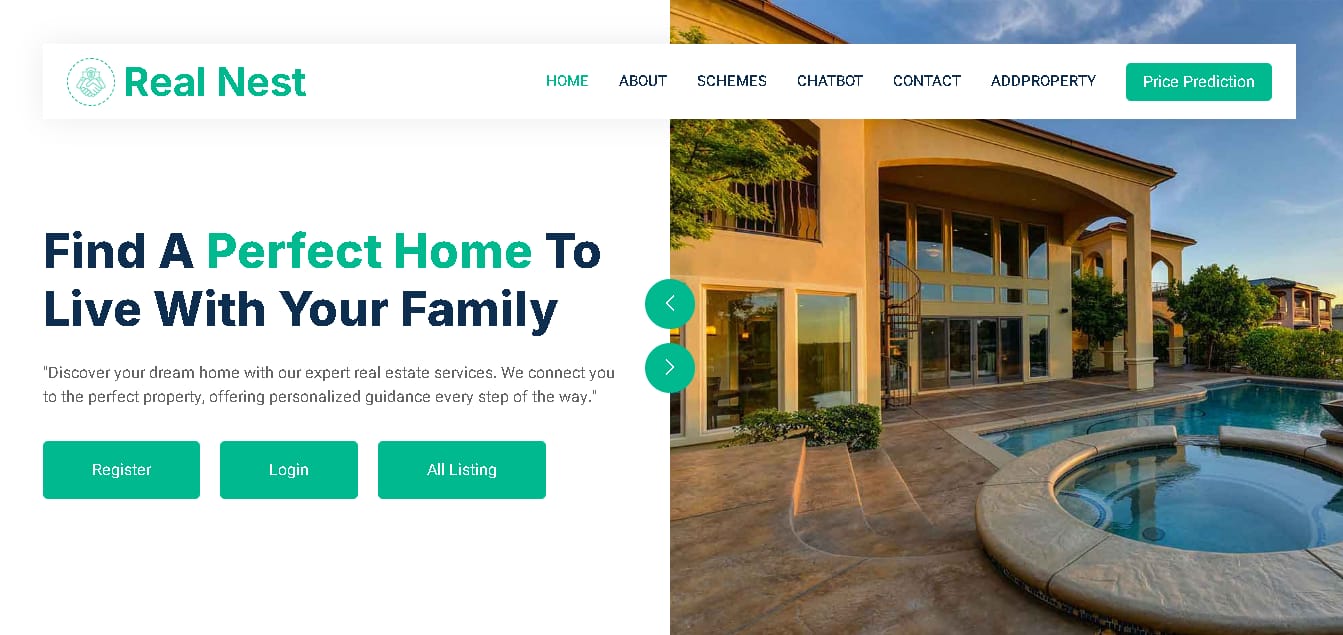 Real Nest
HOME ABOUT SCHEMES CHATBOT CONTACT ADDPROPERTY Price Prediction
Find A Perfect Home To
Live With Your Family
"Discover your dream home with our expert real estate services. We connect you
to the perfect property, offering personalized guidance every step of the way."
Register Login All Listing